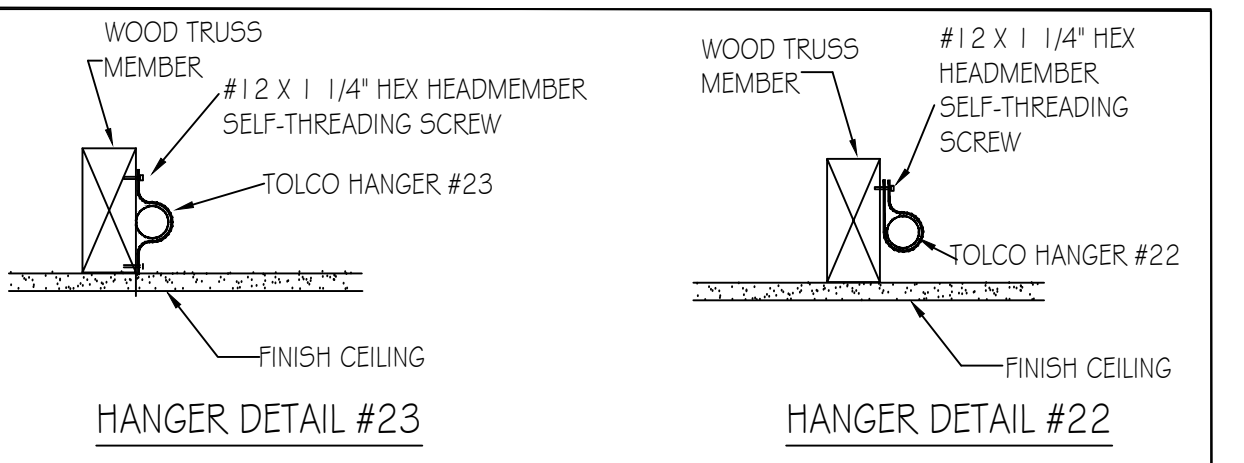 WOOD TRUSS
MEMBER
#12 X 1 1/4" HEX HEADMEMBER
SELF-THREADING SCREW
TOLCO HANGER #23
FINISH CEILING
HANGER DETAIL #23
WOOD TRUSS
MEMBER
#12 X 1 1/4" HEX
HEADMEMBER
SELF-THREADING
SCREW
TOLCO HANGER #22
FINISH CEILING
HANGER DETAIL #22